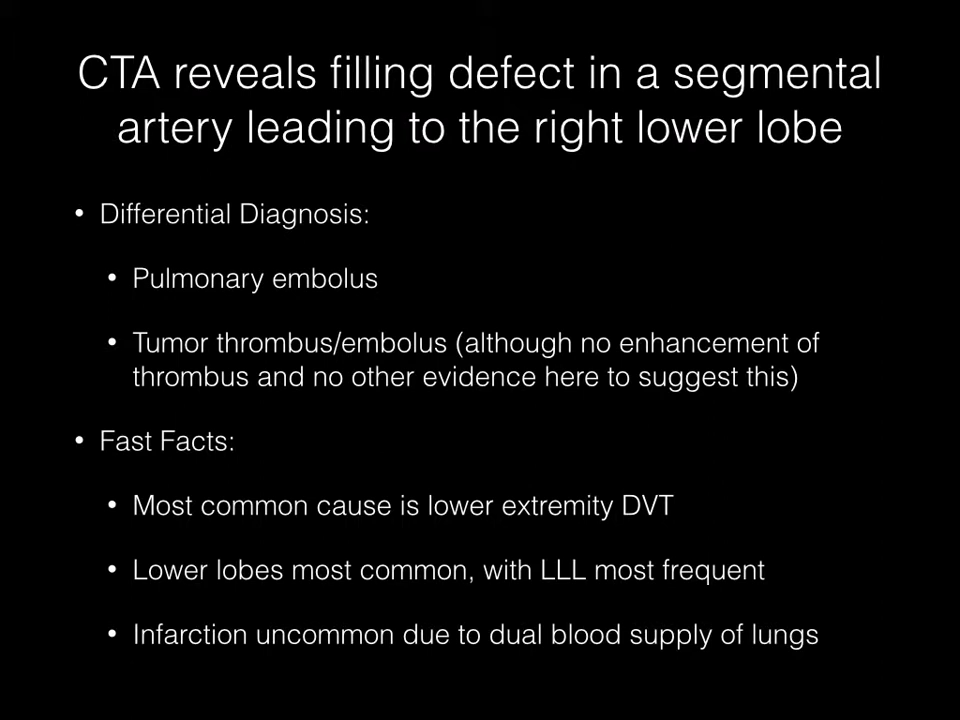 CTA reveals filling defect in a segmental
artery leading to the right lower lobe
• Differential Diagnosis:
• Pulmonary embolus
• Tumor thrombus/embolus (although no enhancement of
thrombus and no other evidence here to suggest this)
• Fast Facts:
• Most common cause is lower extremity DVT
• Lower lobes most common, with LLL most frequent
• Infarction uncommon due to dual blood supply of lungs